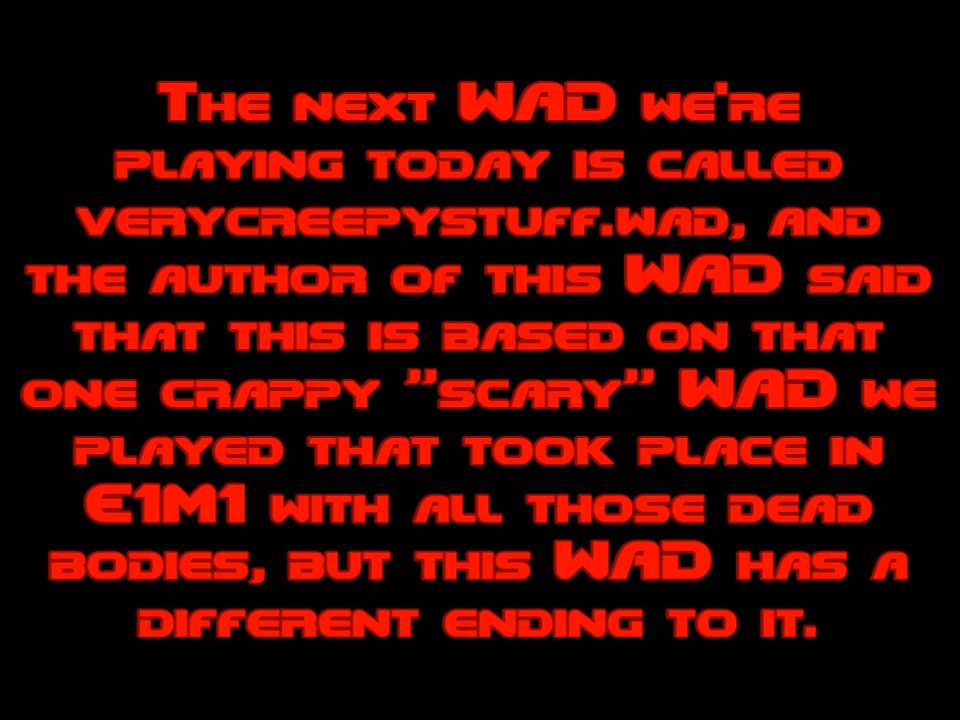 The next WAD we're
playing today is called
verycreepystuff.wad, and
the author of this WAD said
that this is based on that
one crappy "scary" WAD we
played that took place in
E1M1 with all those dead
bodies, but this WAD has a
different ending to it.